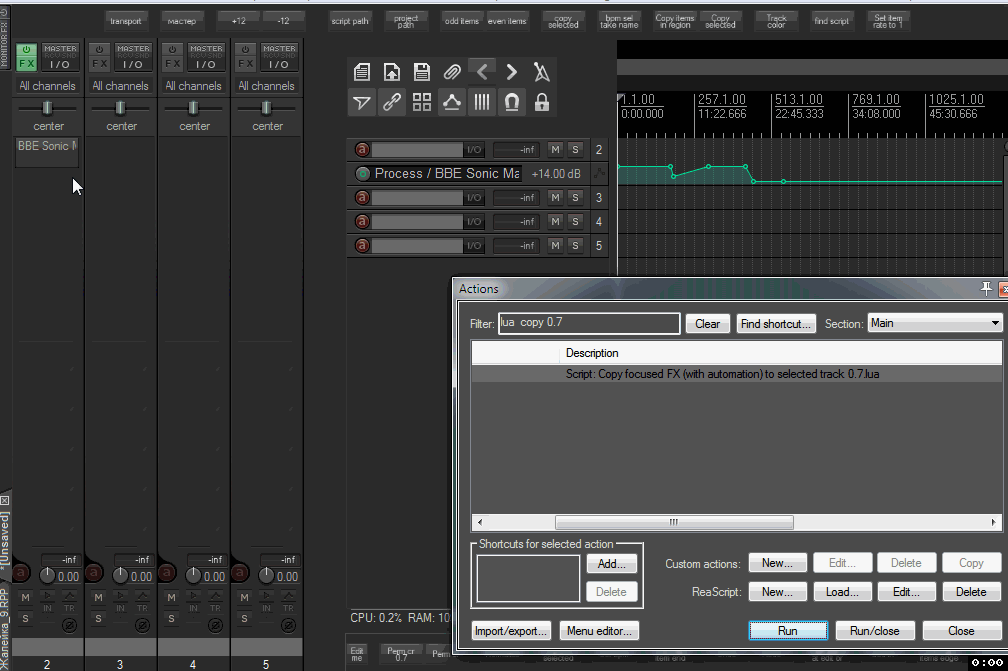 transport
мастер
+12
-12
script path
project path
odd items
even items
copy selected
bpm sel take name
Copy items in region
Copy selected
Track color
find script
Set item rate to 1
MONITOR FX
FX MASTER I/O
FX MASTER I/O
FX MASTER I/O
FX MASTER I/O
All channels
All channels
All channels
All channels
center
center
center
center
BBE Sonic M
1.1.00
0:00.000
257.1.00
11:22.666
513.1.00
22:45.333
769.1.00
34:08.000
1025.1.00
45:30.666
a I/O -inf M S 2
Process / BBE Sonic Ma +14.00 dB
a I/O -inf M S 3
a I/O -inf M S 4
a I/O -inf M S 5
Actions
Filter: lua copy 0.7 Clear Find shortcut... Section: Main
Description
Script: Copy focused FX (with automation) to selected track 0.7.lua
Shortcuts for selected action
Add...
Delete
Custom actions: New... Edit... Delete Copy
ReaScript: New... Load... Edit... Delete
Import/export... Menu editor... Run Run/close Close
-inf
-inf
-inf
-inf
a 0.00
a 0.00
a 0.00
a 0.00
M IN TR
M IN TR
M IN TR
M IN TR
S
S
S
S
2
3
4
5
*[Unsaved]
Жалейка_9.RPP
CPU: 0.2% RAM: 10
Edit me
Perm cr 0.7
Perm
item end
at edit or
items edge
0:00